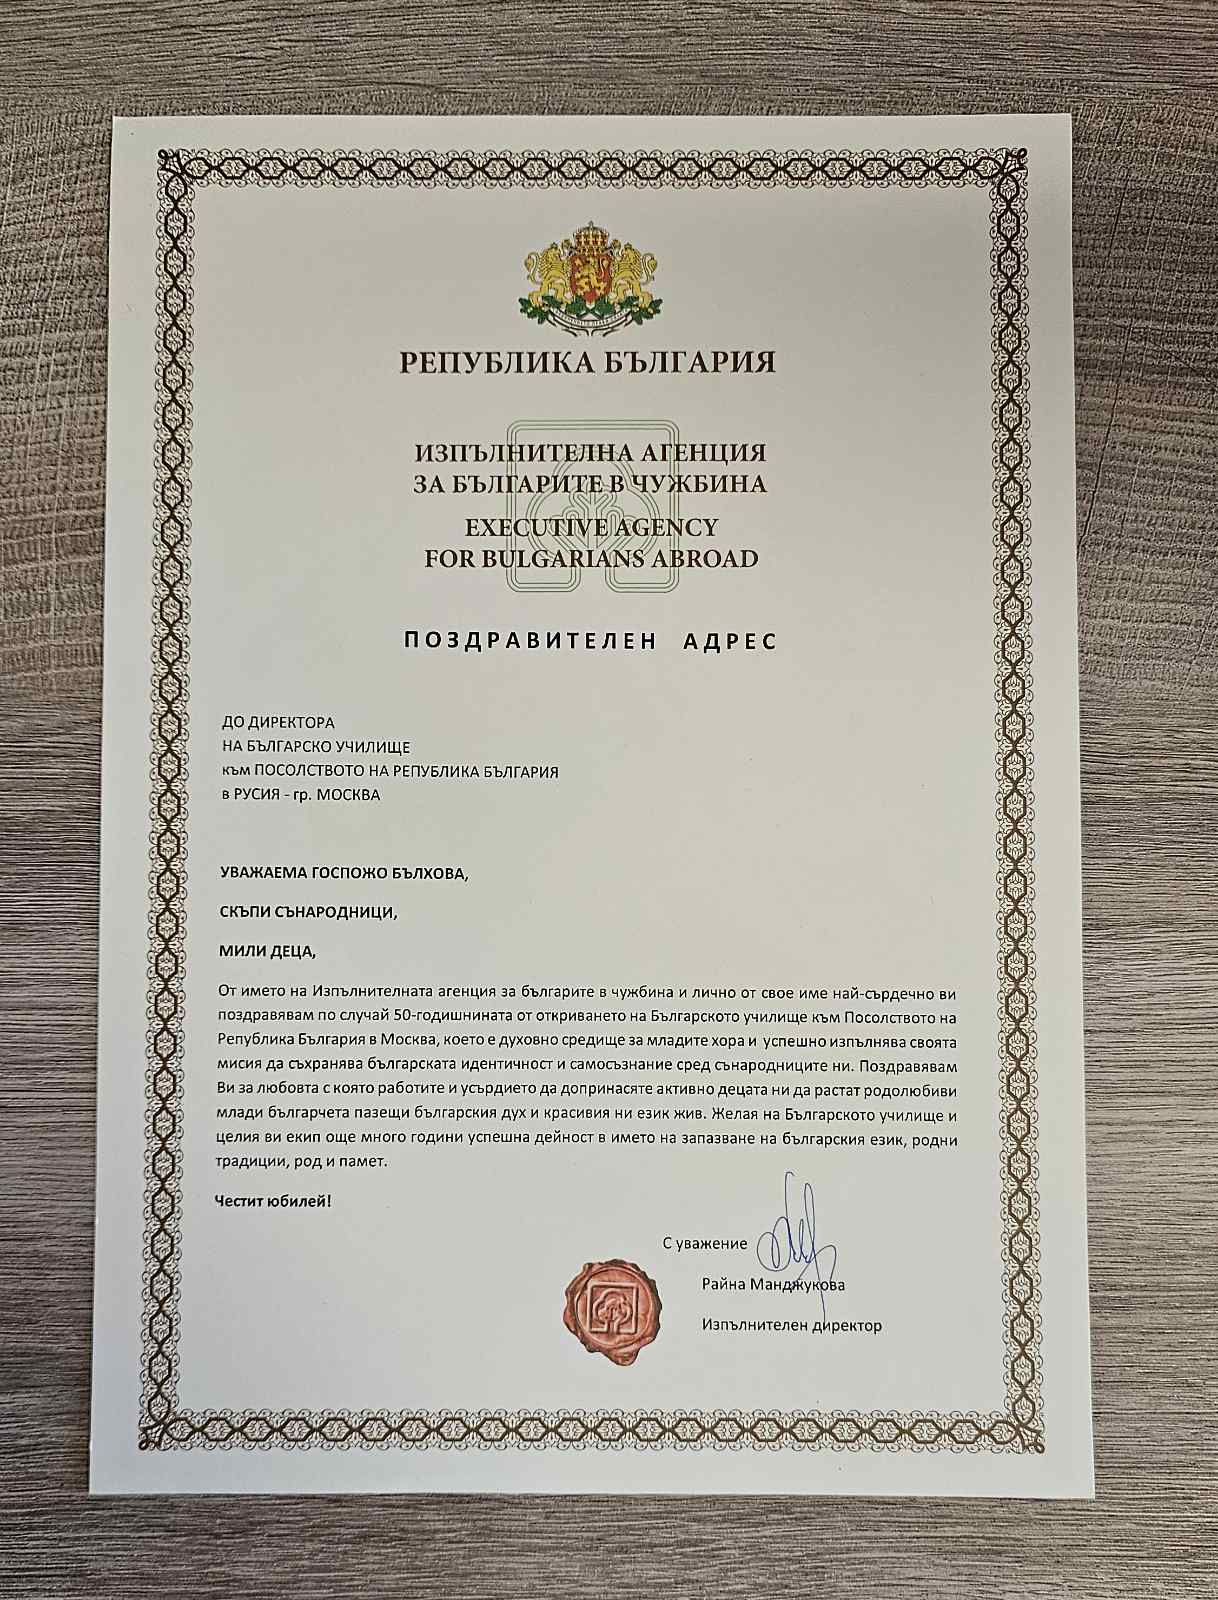 РЕПУБЛИКА БЪЛГАРИЯ
ИЗПЪЛНИТЕЛНА АГЕНЦИЯ
ЗА БЪЛГАРИТЕ В ЧУЖБИНА
EXECUTIVE AGENCY
FOR BULGARIANS ABROAD
ПОЗДРАВИТЕЛЕН АДРЕС
ДО ДИРЕКТОРА
НА БЪЛГАРСКО УЧИЛИЩЕ
към ПОСОЛСТВОТО НА РЕПУБЛИКА БЪЛГАРИЯ
в РУСИЯ - гр. МОСКВА
УВАЖАЕМА ГОСПОЖО БЪЛХОВА,
СКЪПИ СЪНАРОДНИЦИ,
МИЛИ ДЕЦА,
От името на Изпълнителната агенция за българите в чужбина и лично от свое име най-сърдечно ви
поздравявам по случай 50-годишнината от откриването на Българското училище към Посолството на
Република България в Москва, което е духовно средище за младите хора и успешно изпълнява своята
мисия да съхранява българската идентичност и самосъзнание сред сънародниците ни. Поздравявам
Ви за любовта с която работите и усърдието да допринасяте активно децата ни да растат родолюбиви
млади българчета пазещи българския дух и красивия ни език жив. Желая на Българското училище и
целия ви екип още много години успешна дейност в името на запазване на българския език, родни
традиции, род и памет.
Честит юбилей!
С уважение
Райна Манджукова
Изпълнителен директор